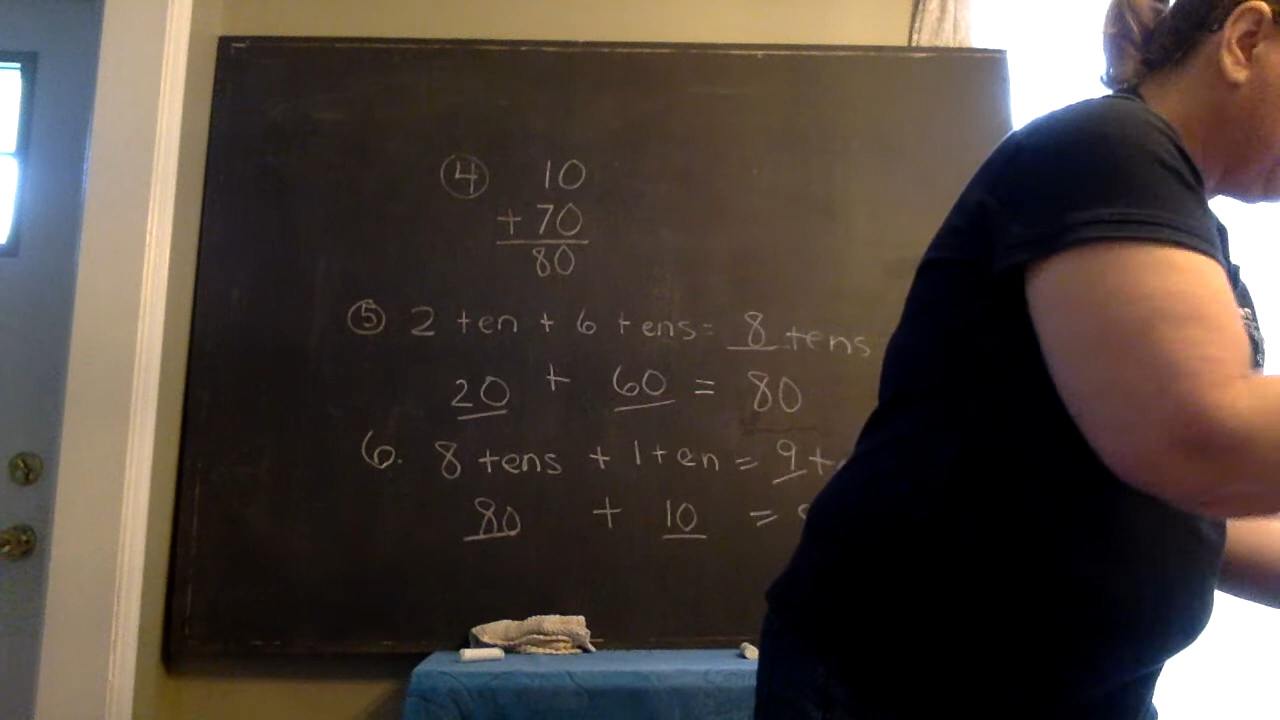 ④ 10
+ 70
80
⑤ 2 ten + 6 tens = 8 tens
20 + 60 = 80
6. 8 tens + 1 ten = 9
80 + 10 =